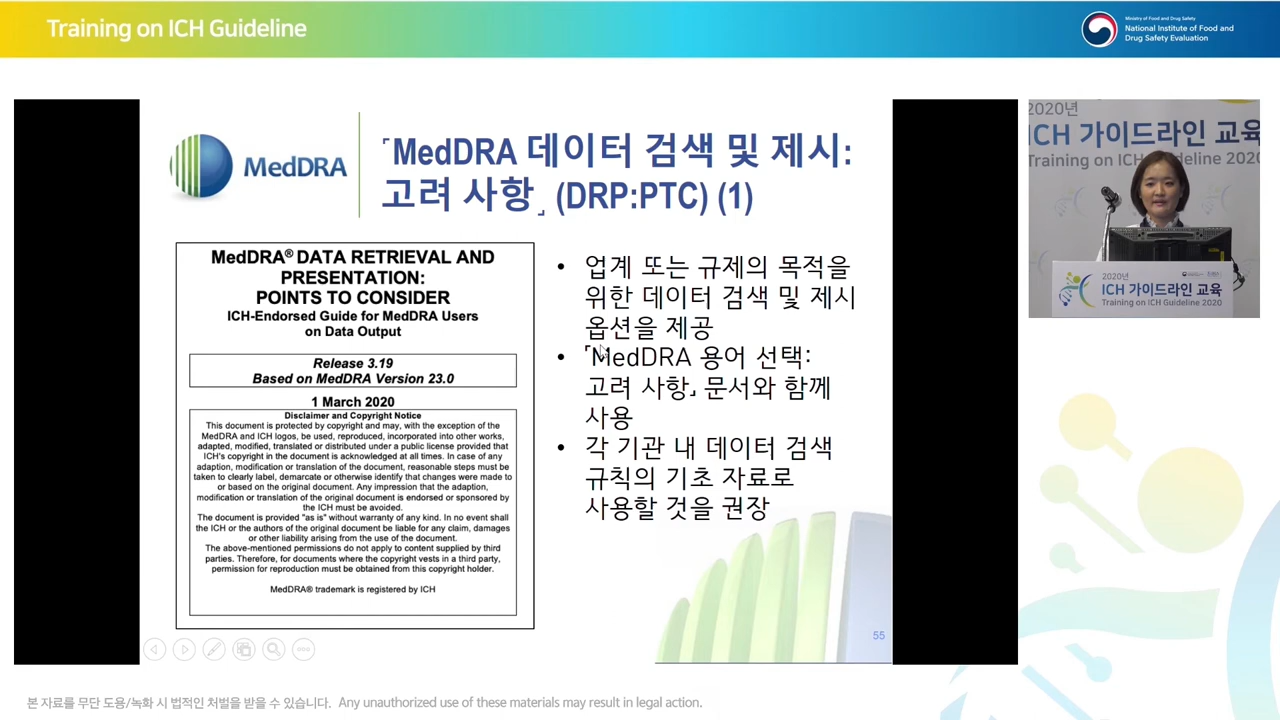 Training on ICH Guideline
Ministry of Food and Drug Safety
National Institute of Food and
Drug Safety Evaluation
MedDRA
「MedDRA 데이터 검색 및 제시:
고려 사항」 (DRP:PTC) (1)
MedDRA® DATA RETRIEVAL AND
PRESENTATION:
POINTS TO CONSIDER
ICH-Endorsed Guide for MedDRA Users
on Data Output
Release 3.19
Based on MedDRA Version 23.0
1 March 2020
Disclaimer and Copyright Notice
This document is protected by copyright and may, with the exception of the
MedDRA and ICH logos, be used, reproduced, incorporated into other works,
adapted, modified, translated or distributed under a public license provided that
ICH's copyright in the document is acknowledged at all times. In case of any
adaption, modification or translation of the document, reasonable steps must be
taken to clearly label, demarcate or otherwise identify that changes were made to
or based on the original document. Any impression that the adaption,
modification or translation of the original document is endorsed or sponsored by
the ICH must be avoided.
The document is provided "as is" without warranty of any kind. In no event shall
the ICH or the authors of the original document be liable for any claim, damages
or other liability arising from the use of the document.
The above-mentioned permissions do not apply to content supplied by third
parties. Therefore, for documents where the copyright vests in a third party,
permission for reproduction must be obtained from this copyright holder.
MedDRA® trademark is registered by ICH
• 업계 또는 규제의 목적을
위한 데이터 검색 및 제시
옵션을 제공
• 「MedDRA 용어 선택:
고려 사항」 문서와 함께
사용
• 각 기관 내 데이터 검색
규칙의 기초 자료로
사용할 것을 권장
55
2020년
ICH 가이드라인 교육
Training on ICH Guideline 2020
2020년
ICH 가이드라인 교육
Training on ICH Guideline 2020
본 자료를 무단 도용/녹화 시 법적인 처벌을 받을 수 있습니다. Any unauthorized use of these materials may result in legal action.